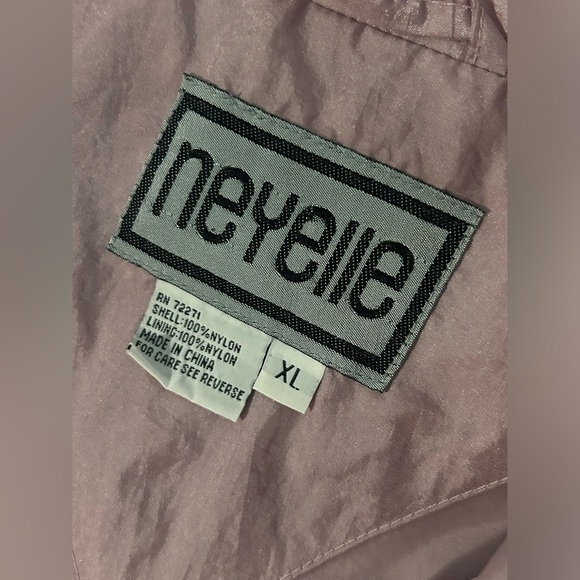 neyelle
RN 72271
SHELL:100%NYLON
LINING:100%NYLON
MADE IN CHINA
FOR CARE SEE REVERSE
XL